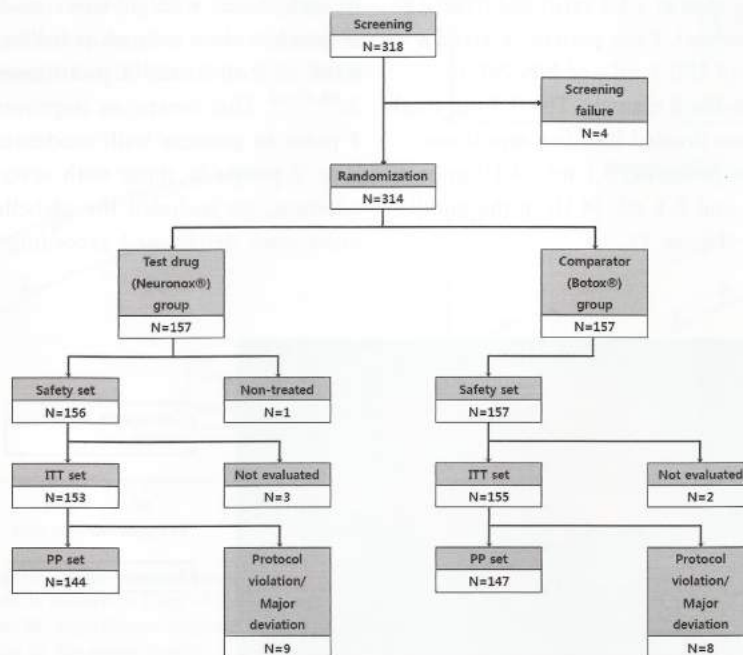 Screening
N=318
Screening
failure
N=4
Randomization
N=314
Test drug
(Neuronox®)
group
N=157
Comparator
(Botox®)
group
N=157
Safety set
N=156
Non-treated
N=1
Safety set
N=157
ITT set
N=153
Not evaluated
N=3
ITT set
N=155
Not evaluated
N=2
PP set
N=144
Protocol
violation/
Major
deviation
N=9
PP set
N=147
Protocol
violation/
Major
deviation
N=8